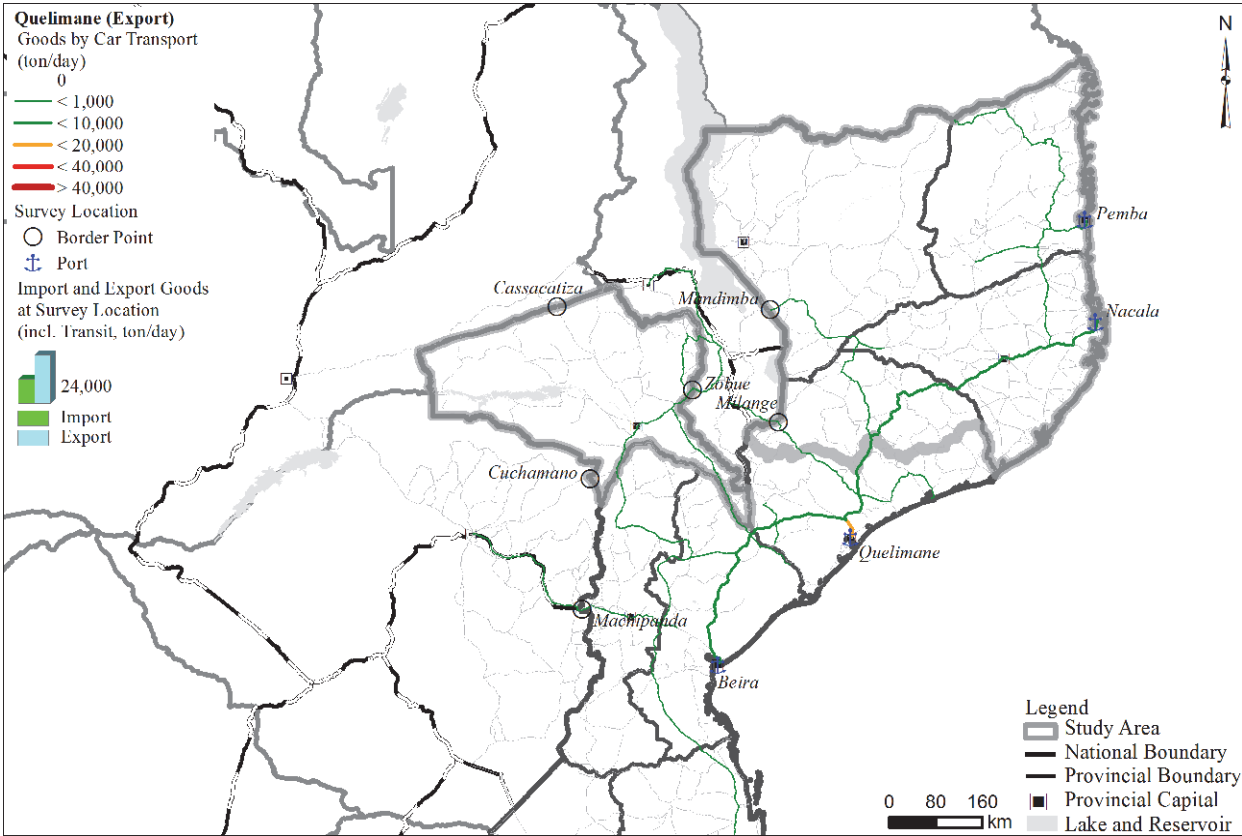 Quelimane (Export)
Goods by Car Transport
(ton/day)
0
< 1,000
< 10,000
< 20,000
< 40,000
> 40,000
Survey Location
Border Point
Port
Import and Export Goods
at Survey Location
(incl. Transit, ton/day)
24,000
Import
Export
N
Pemba
Cassacatiza
Mandimba
Nacala
Zobue
Milange
Cuchamano
Quelimane
Machipanda
Beira
Legend
Study Area
National Boundary
Provincial Boundary
Provincial Capital
Lake and Reservoir
0 80 160
km